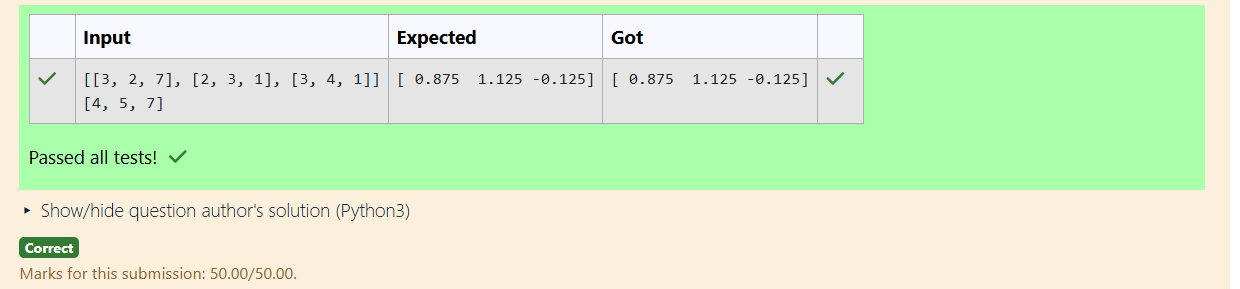 Input Expected Got
[[3, 2, 7], [2, 3, 1], [3, 4, 1]] [ 0.875  1.125 -0.125] [ 0.875  1.125 -0.125]
[4, 5, 7]
Passed all tests!
Show/hide question author's solution (Python3)
Correct
Marks for this submission: 50.00/50.00.